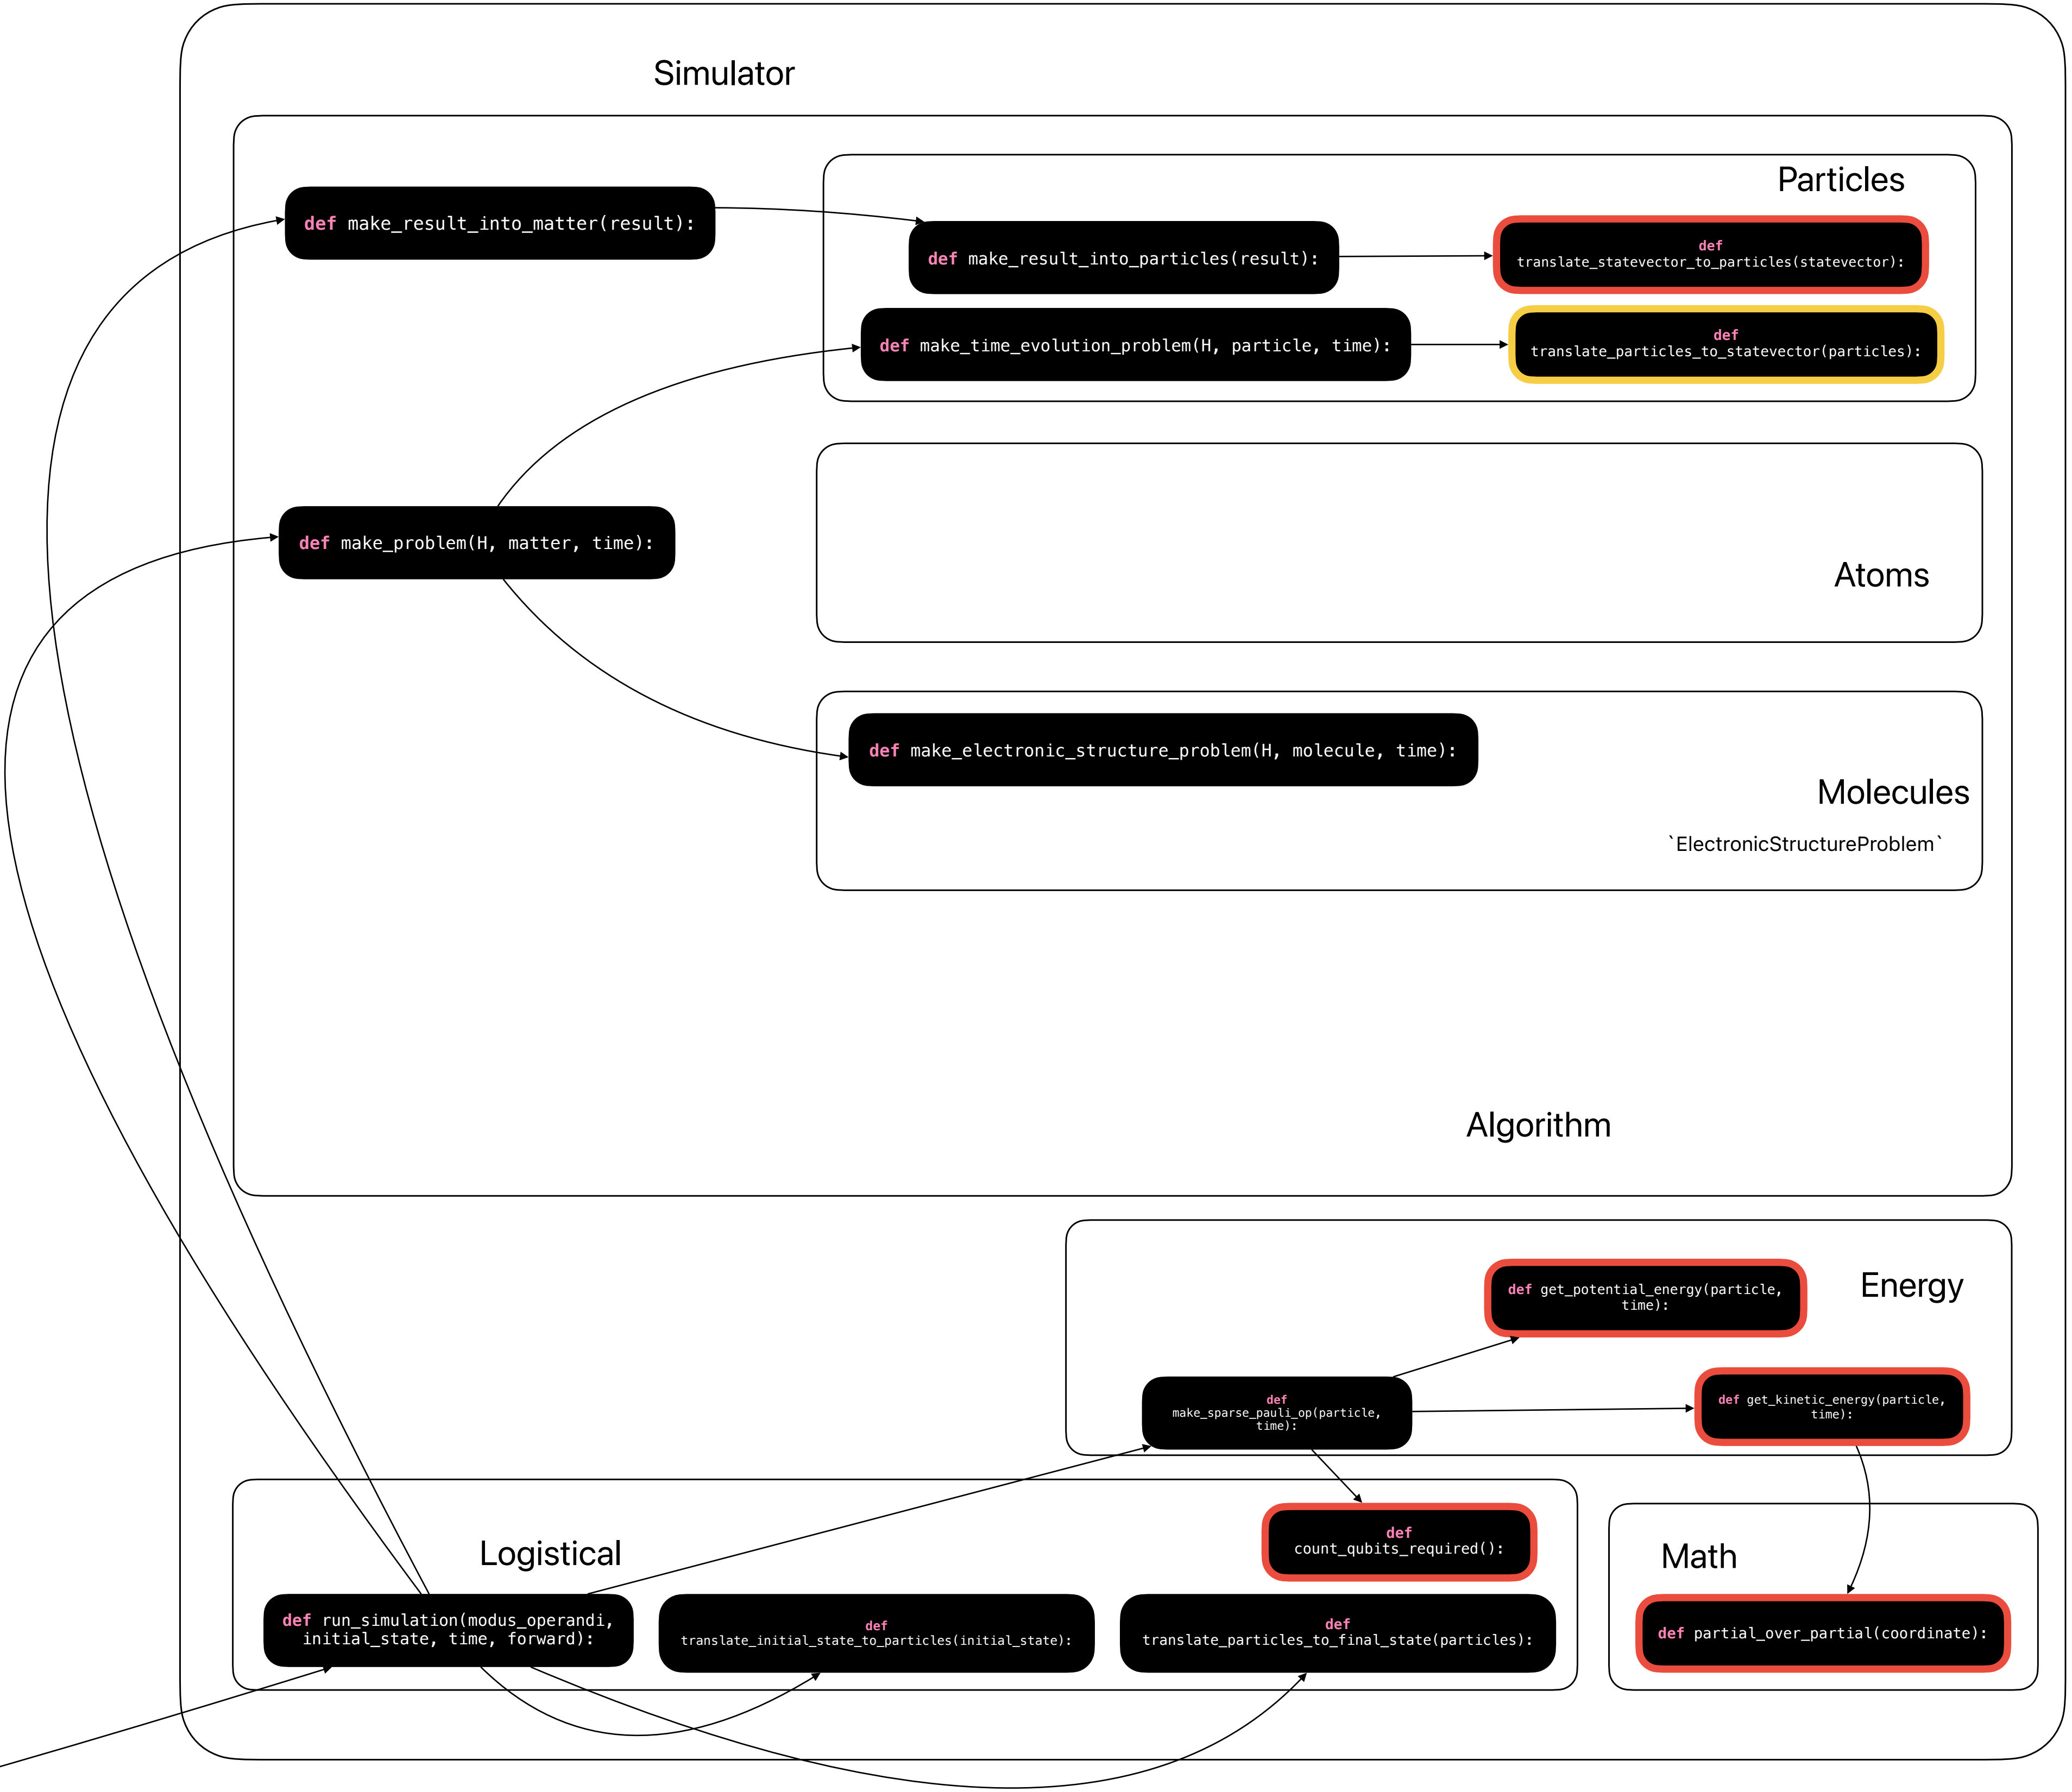 Simulator
Particles
def make_result_into_matter(result):
def make_result_into_particles(result):
def
translate_statevector_to_particles(statevector):
def make_time_evolution_problem(H, particle, time):
def
translate_particles_to_statevector(particles):
def make_problem(H, matter, time):
Atoms
def make_electronic_structure_problem(H, molecule, time):
Molecules
`ElectronicStructureProblem`
Algorithm
Energy
def get_potential_energy(particle,
time):
def
make_sparse_pauli_op(particle,
time):
def get_kinetic_energy(particle,
time):
Logistical
def
count_qubits_required():
Math
def run_simulation(modus_operandi,
initial_state, time, forward):
def
translate_initial_state_to_particles(initial_state):
def
translate_particles_to_final_state(particles):
def partial_over_partial(coordinate):